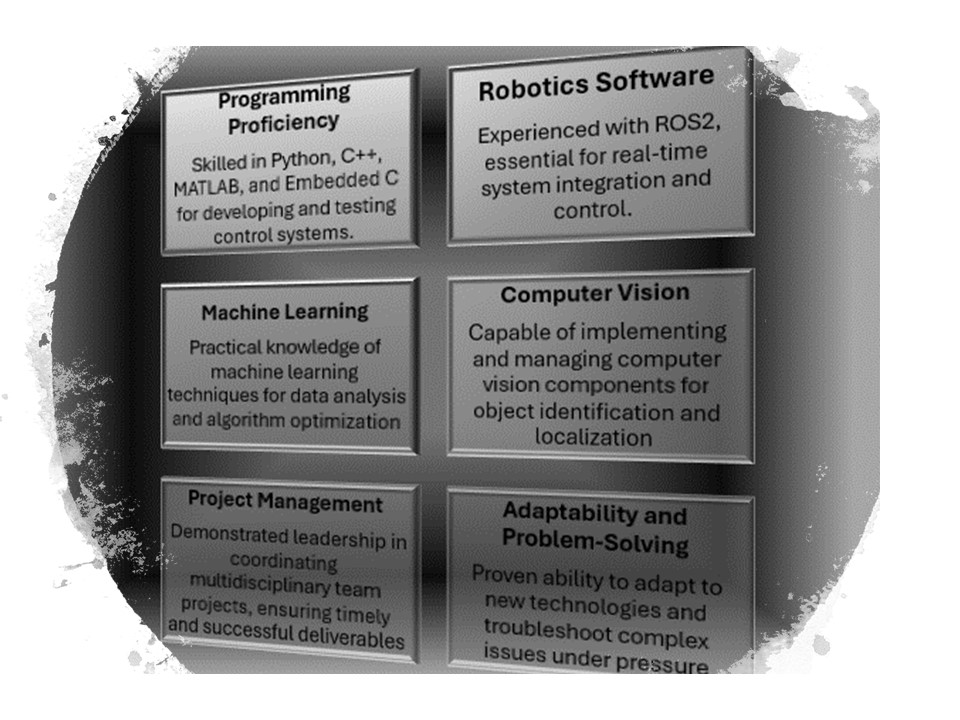 Programming
Proficiency
Skilled in Python, C++,
MATLAB, and Embedded C
for developing and testing
control systems.
Robotics Software
Experienced with ROS2,
essential for real-time
system integration and
control.
Machine Learning
Practical knowledge of
machine learning
techniques for data analysis
and algorithm optimization
Computer Vision
Capable of implementing
and managing computer
vision components for
object identification and
localization
Project Management
Demonstrated leadership in
coordinating
multidisciplinary team
projects, ensuring timely
and successful deliverables
Adaptability and
Problem-Solving
Proven ability to adapt to
new technologies and
troubleshoot complex
issues under pressure